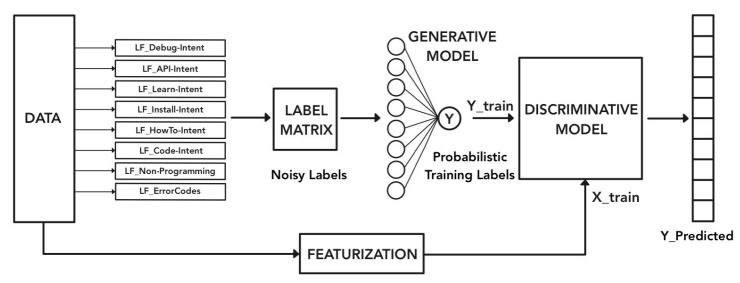 DATA
LF_Debug-Intent
LF_API-Intent
LF_Learn-Intent
LF_Install-Intent
LF_HowTo-Intent
LF_Code-Intent
LF_Non-Programming
LF_ErrorCodes
LABEL
MATRIX
Noisy Labels
GENERATIVE
MODEL
Y
Y_train
Probabilistic
Training Labels
DISCRIMINATIVE
MODEL
X_train
Y_Predicted
FEATURIZATION